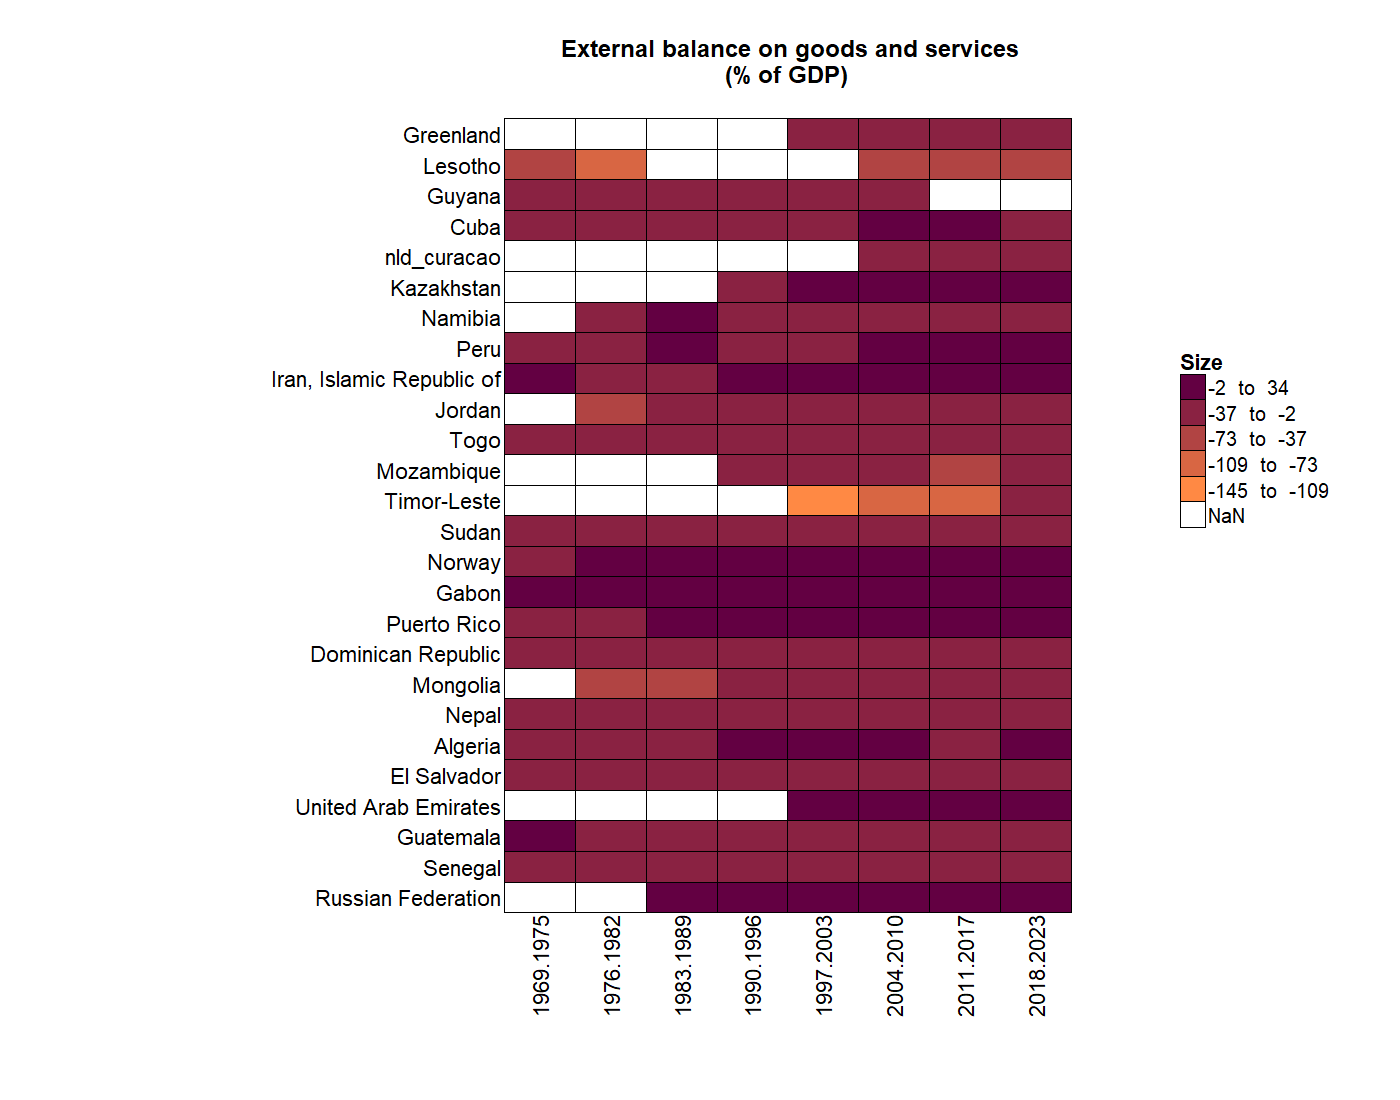 External balance on goods and services
(% of GDP)
Greenland
Lesotho
Guyana
Cuba
nld_curacao
Kazakhstan
Namibia
Peru
Iran, Islamic Republic of
Jordan
Togo
Mozambique
Timor-Leste
Sudan
Norway
Gabon
Puerto Rico
Dominican Republic
Mongolia
Nepal
Algeria
El Salvador
United Arab Emirates
Guatemala
Senegal
Russian Federation
1969.1975
1976.1982
1983.1989
1990.1996
1997.2003
2004.2010
2011.2017
2018.2023
Size
-2 to 34
-37 to -2
-73 to -37
-109 to -73
-145 to -109
NaN